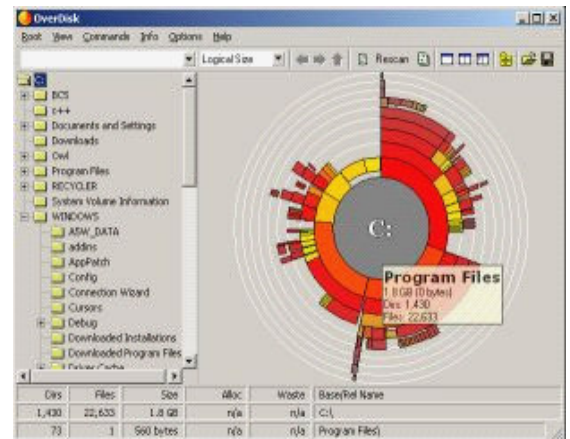 OverDisk
Root View Commands Info Options Help
Logical Size Rescan
C:
BCS
c++
Documents and Settings
Downloads
Owl
Program Files
RECYCLER
System Volume Information
WINDOWS
ASW_DATA
addins
AppPatch
Config
Connection Wizard
Cursors
Debug
Downloaded Installations
Downloaded Program Files
Driver Cache
C:
Program Files
1.8 GB (0 bytes)
Dirs: 1,430
Files: 22,633
Dirs Files Size Alloc Waste Base/Rel Name
1,430 22,633 1.8 GB n/a n/a C:\
73 1 560 bytes n/a n/a Program Files\